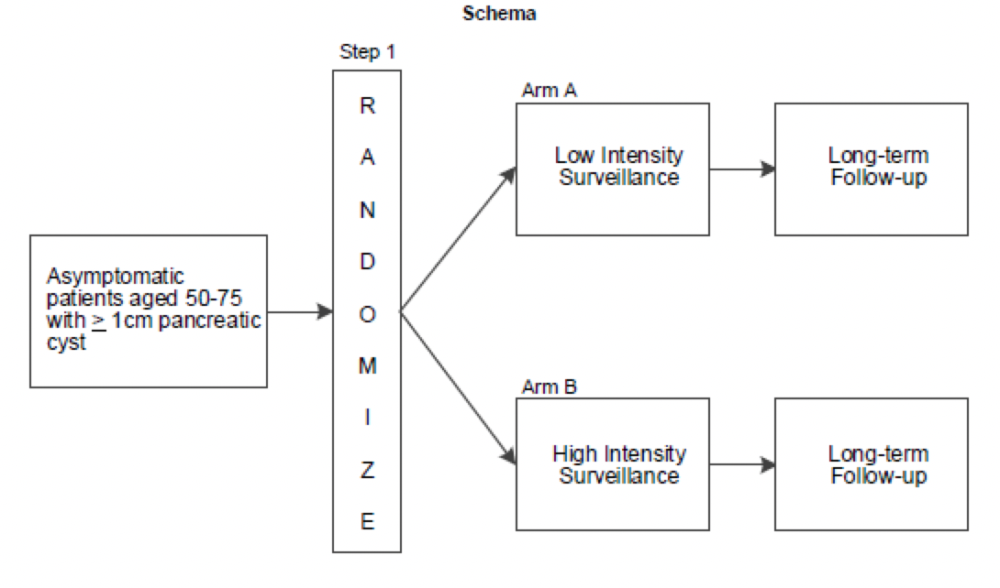 Schema
Step 1
R
A
N
D
O
M
I
Z
E
Asymptomatic
patients aged 50-75
with ≥ 1cm pancreatic
cyst
Arm A
Low Intensity
Surveillance
Long-term
Follow-up
Arm B
High Intensity
Surveillance
Long-term
Follow-up